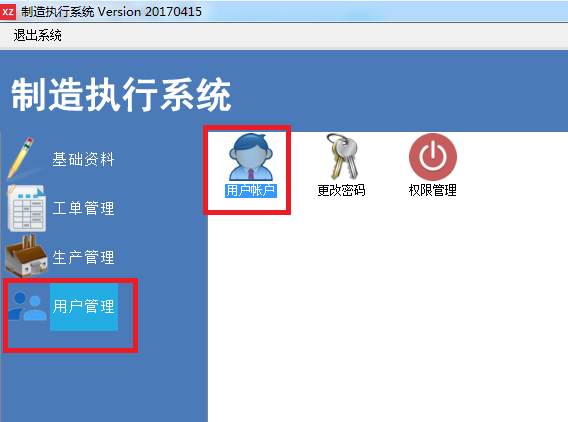 XZ 制造执行系统 Version 20170415
退出系统
制造执行系统
基础资料
工单管理
生产管理
用户管理
用户帐户
更改密码
权限管理